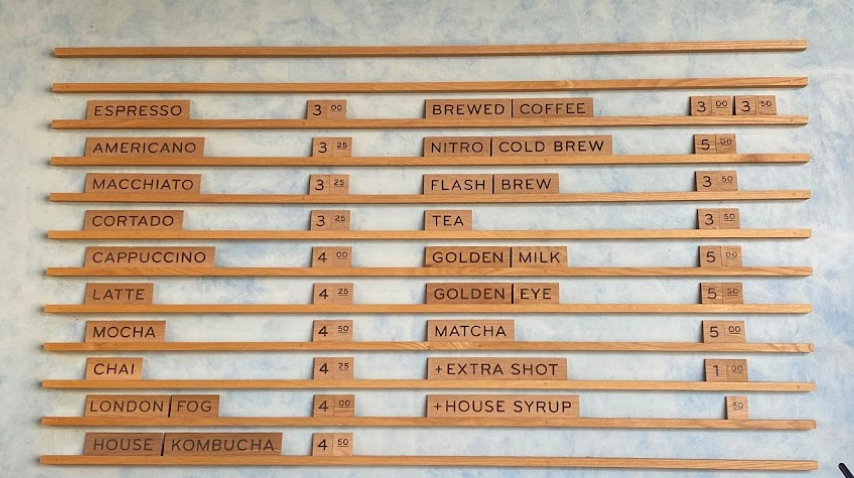 ESPRESSO 3 00
AMERICANO 3 25
MACCHIATO 3 25
CORTADO 3 25
CAPPUCCINO 4 00
LATTE 4 25
MOCHA 4 50
CHAI 4 25
LONDON FOG 4 00
HOUSE KOMBUCHA 4 50
BREWED COFFEE 3 00 3 50
NITRO COLD BREW 5 00
FLASH BREW 3 50
TEA 3 50
GOLDEN MILK 5 00
GOLDEN EYE 5 50
MATCHA 5 00
+EXTRA SHOT 1 00
+HOUSE SYRUP 50